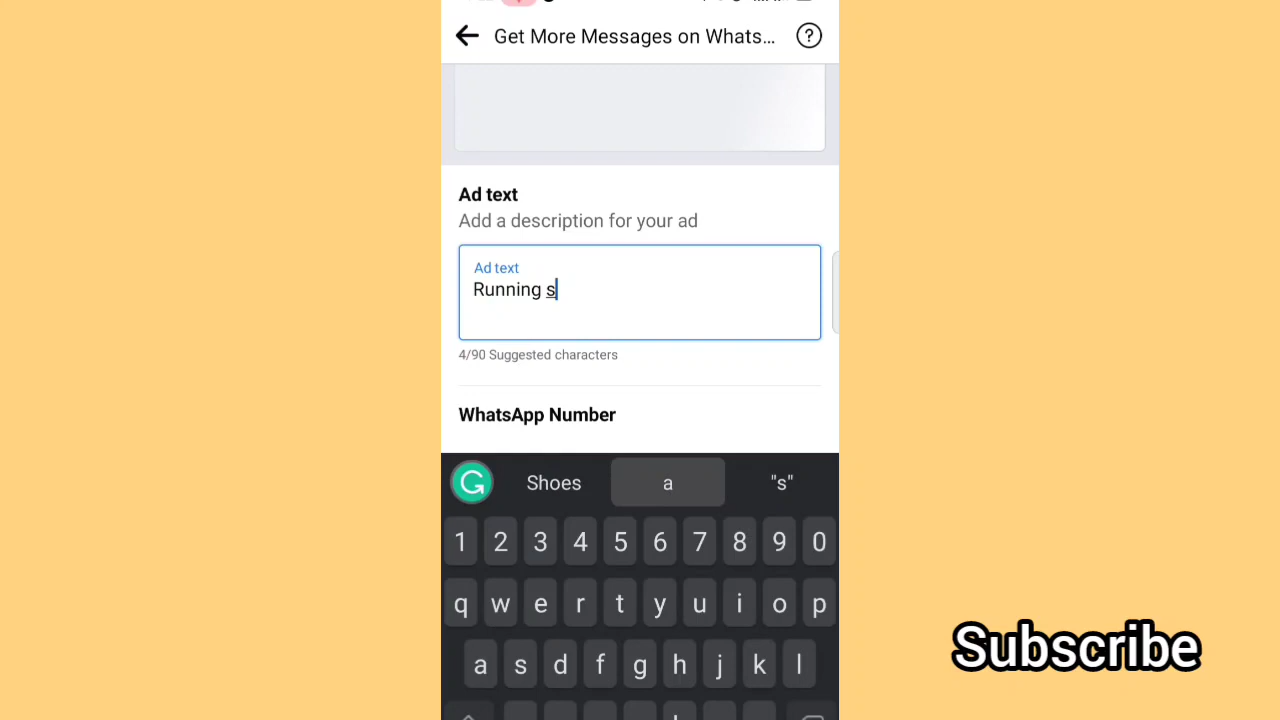 Get More Messages on Whats...
Ad text
Add a description for your ad
Ad text
Running s
4/90 Suggested characters
WhatsApp Number
Shoes a "s"
1 2 3 4 5 6 7 8 9 0
q w e r t y u i o p
a s d f g h j k l
Subscribe